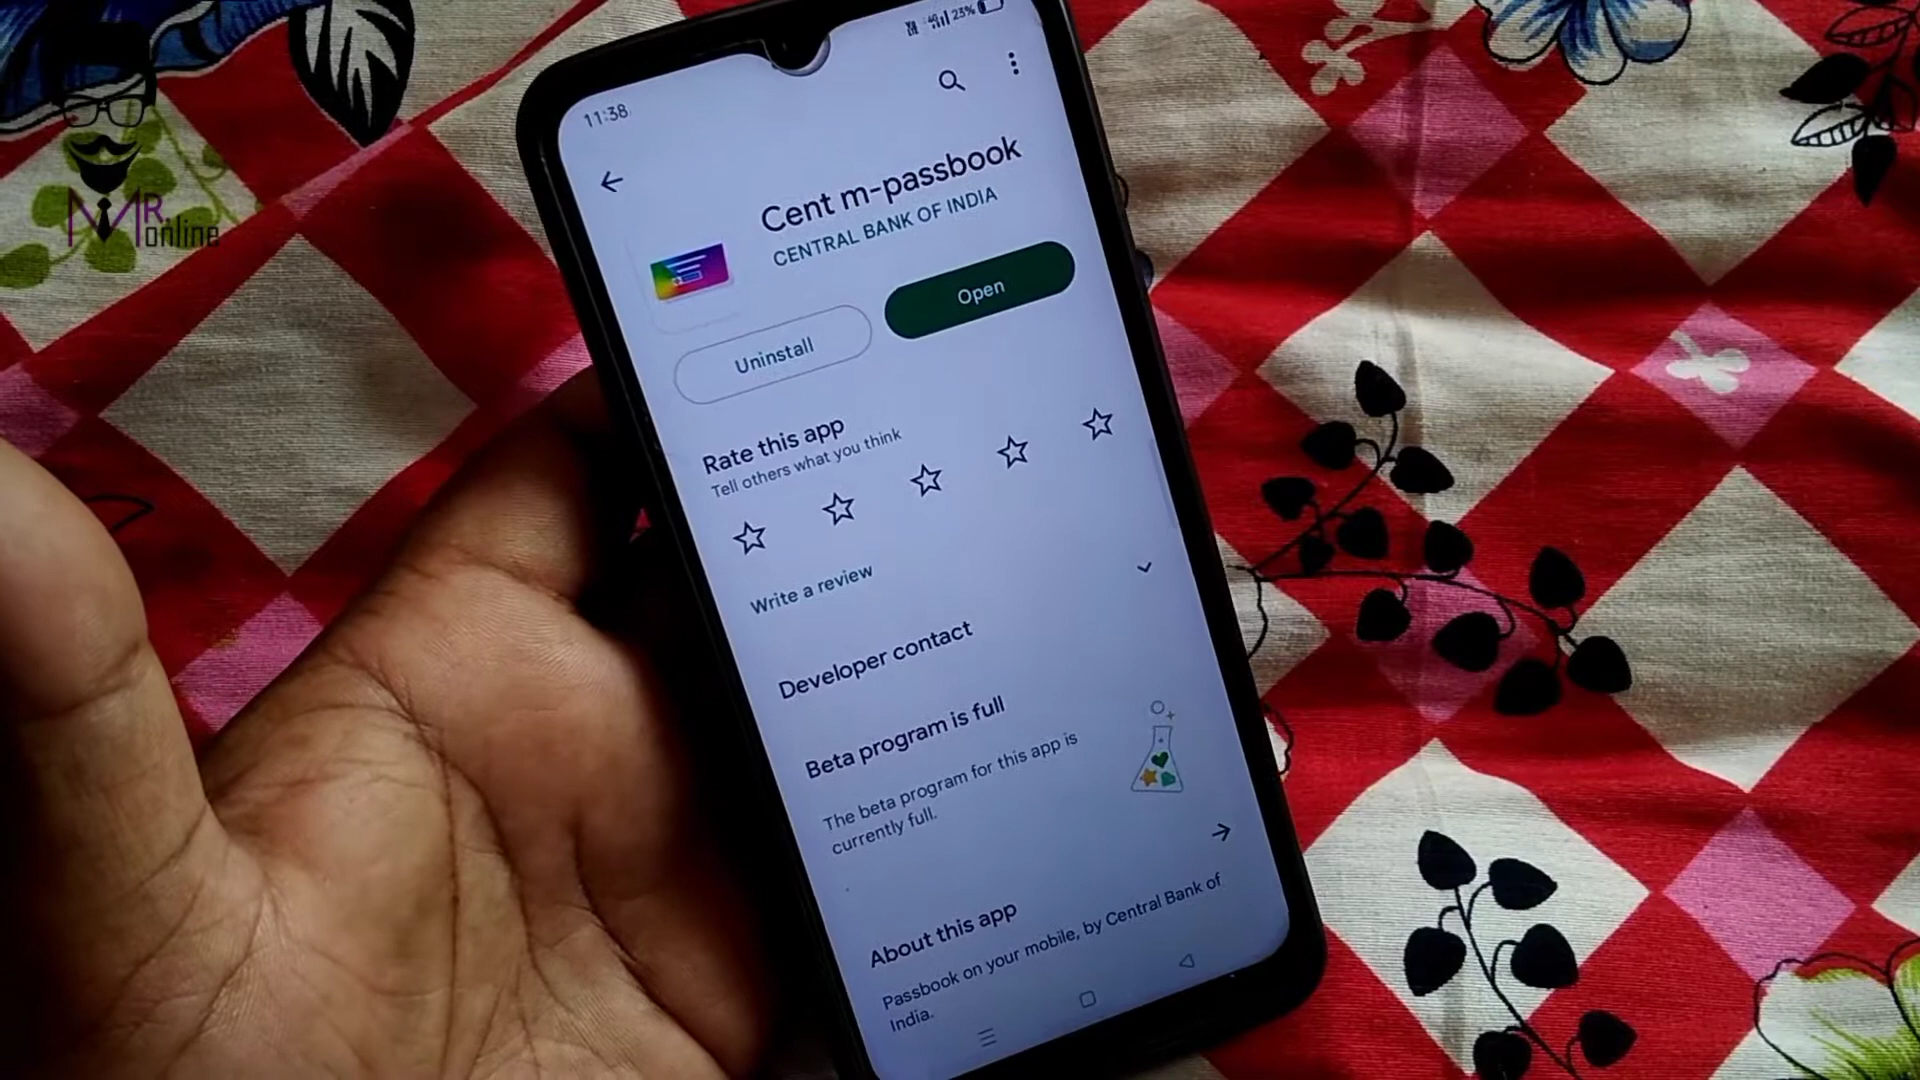 MR.
online
11:38
4G 23%
Cent m-passbook
CENTRAL BANK OF INDIA
Uninstall
Open
Rate this app
Tell others what you think
Write a review
Developer contact
Beta program is full
The beta program for this app is
currently full.
About this app
Passbook on your mobile, by Central Bank of
India.